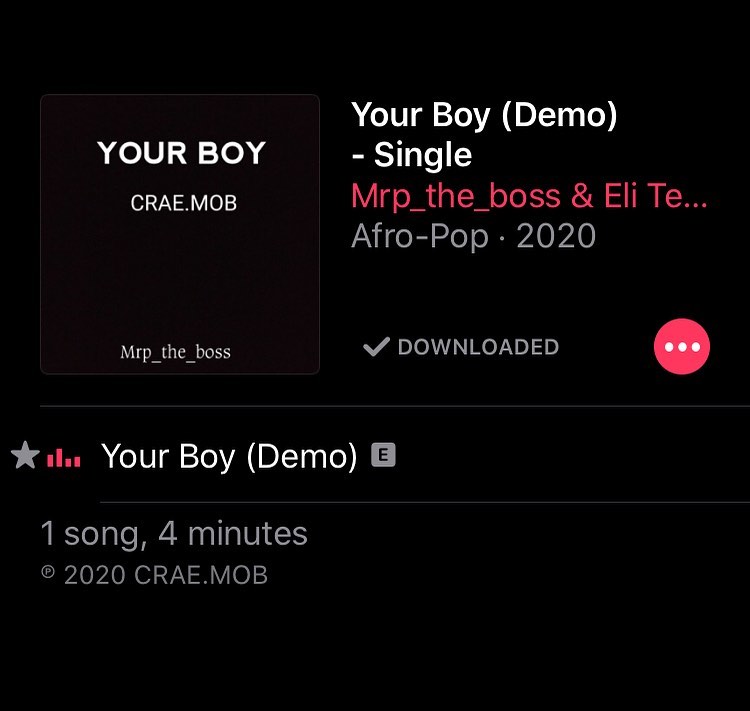 YOUR BOY
CRAE.MOB
Mrp_the_boss
Your Boy (Demo)
- Single
Mrp_the_boss & Eli Te...
Afro-Pop · 2020
DOWNLOADED
Your Boy (Demo) E
1 song, 4 minutes
℗ 2020 CRAE.MOB